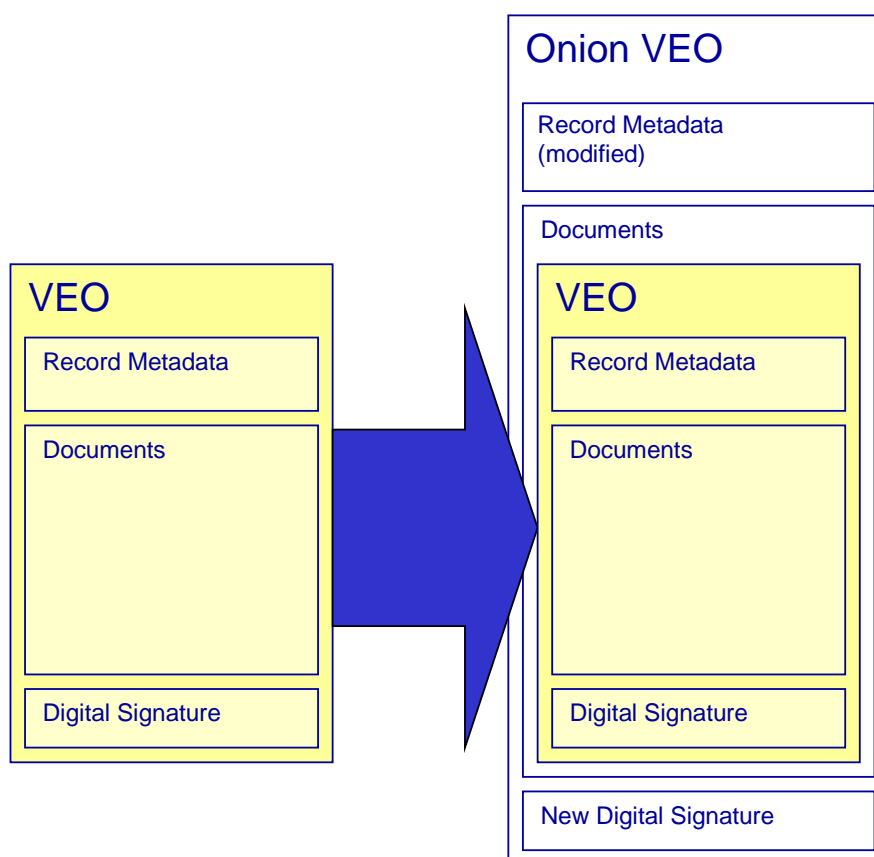 VEO
Record Metadata
Documents
Digital Signature
Onion VEO
Record Metadata
(modified)
Documents
VEO
Record Metadata
Documents
Digital Signature
New Digital Signature